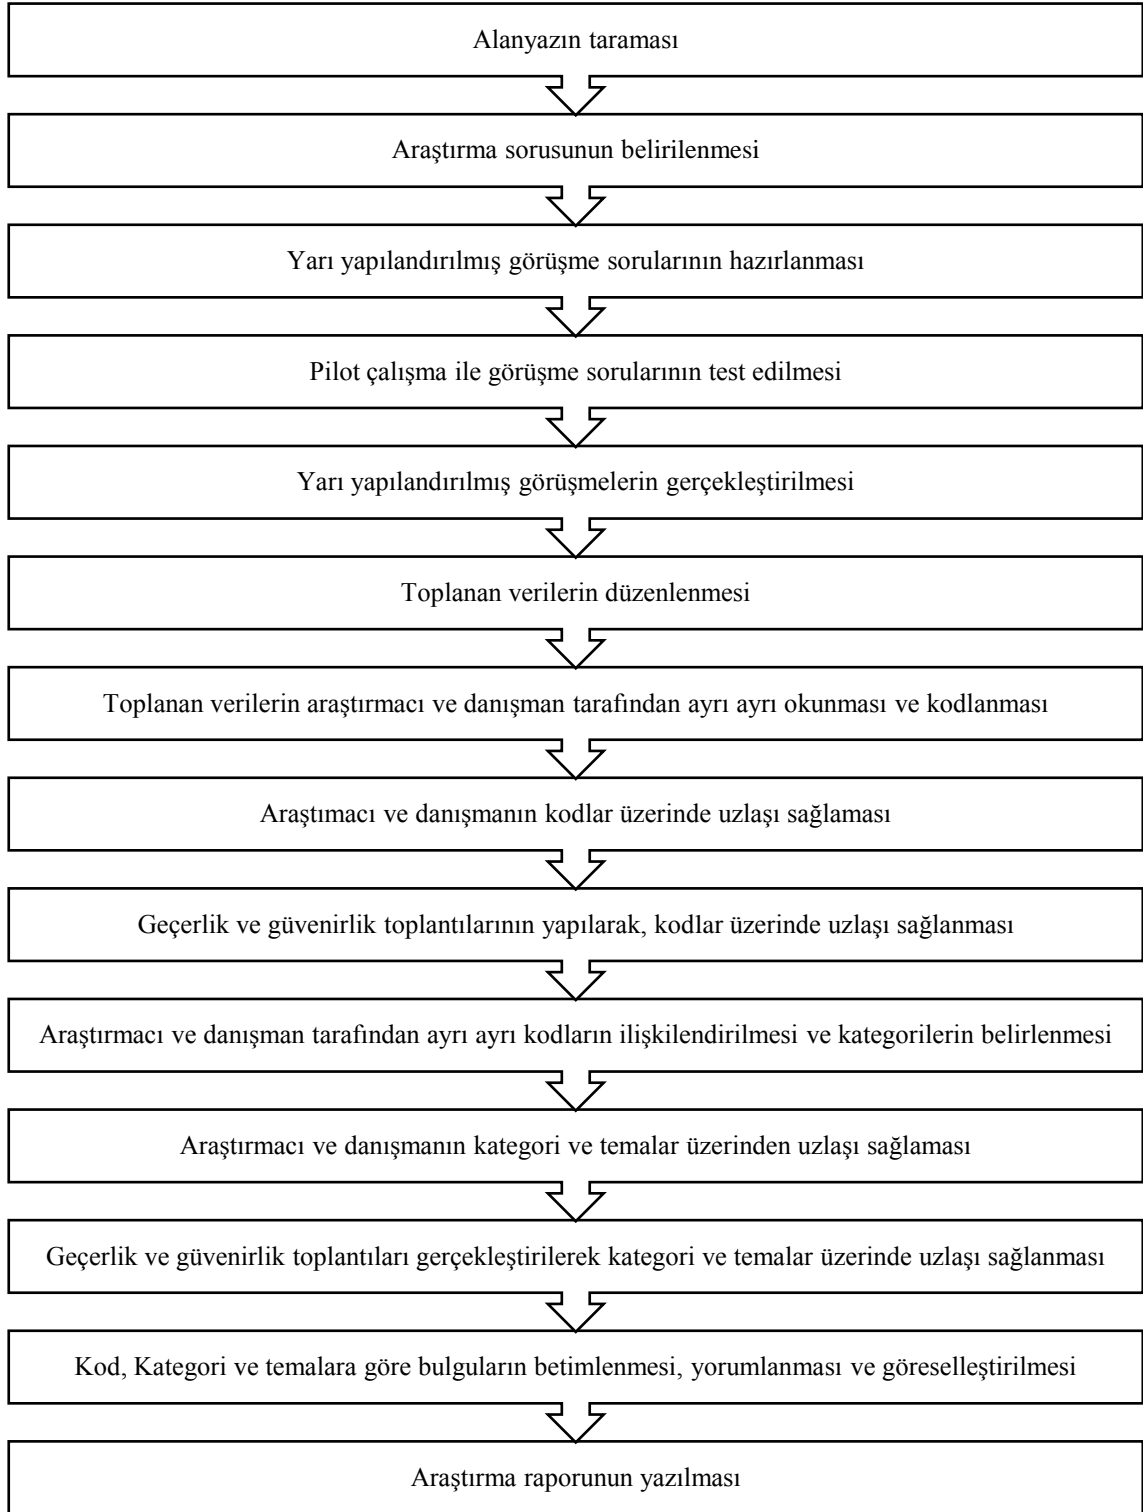 Alanyazın taraması
Araştırma sorusunun belirilenmesi
Yarı yapılandırılmış görüşme sorularının hazırlanması
Pilot çalışma ile görüşme sorularının test edilmesi
Yarı yapılandırılmış görüşmelerin gerçekleştirilmesi
Toplanan verilerin düzenlenmesi
Toplanan verilerin araştırmacı ve danışman tarafından ayrı ayrı okunması ve kodlanması
Araştımacı ve danışmanın kodlar üzerinde uzlaşı sağlaması
Geçerlik ve güvenirlik toplantılarının yapılarak, kodlar üzerinde uzlaşı sağlanması
Araştırmacı ve danışman tarafından ayrı ayrı kodların ilişkilendirilmesi ve kategorilerin belirlenmesi
Araştırmacı ve danışmanın kategori ve temalar üzerinden uzlaşı sağlaması
Geçerlik ve güvenirlik toplantıları gerçekleştirilerek kategori ve temalar üzerinde uzlaşı sağlanması
Kod, Kategori ve temalara göre bulguların betimlenmesi, yorumlanması ve göreselleştirilmesi
Araştırma raporunun yazılması